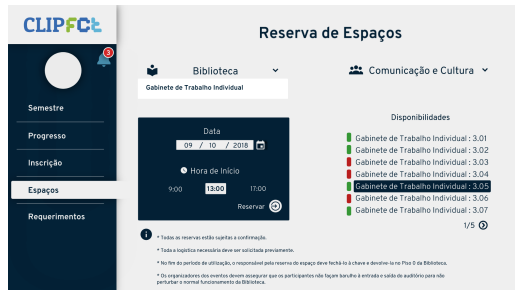 CLIPFCT
Reserva de Espaços
3
Biblioteca
Comunicação e Cultura
Gabinete de Trabalho Individual
Semestre
Progresso
Inscrição
Espaços
Requerimentos
Data
09 / 10 / 2018
Hora de Início
9:00 13:00 17:00
Reservar
Disponibilidades
Gabinete de Trabalho Individual : 3.01
Gabinete de Trabalho Individual : 3.02
Gabinete de Trabalho Individual : 3.03
Gabinete de Trabalho Individual : 3.04
Gabinete de Trabalho Individual : 3.05
Gabinete de Trabalho Individual : 3.06
Gabinete de Trabalho Individual : 3.07
1/5
* Todas as reservas estão sujeitas a confirmação.
* Toda a logística necessária deve ser solicitada previamente.
* No fim do período de utilização, o responsável pela reserva do espaço deve fechá-lo à chave e devolve-la no Piso 0 da Biblioteca.
* Os organizadores dos eventos devem assegurar que os participantes não façam barulho à entrada e saída do auditório para não
perturbar o normal funcionamento da Biblioteca.